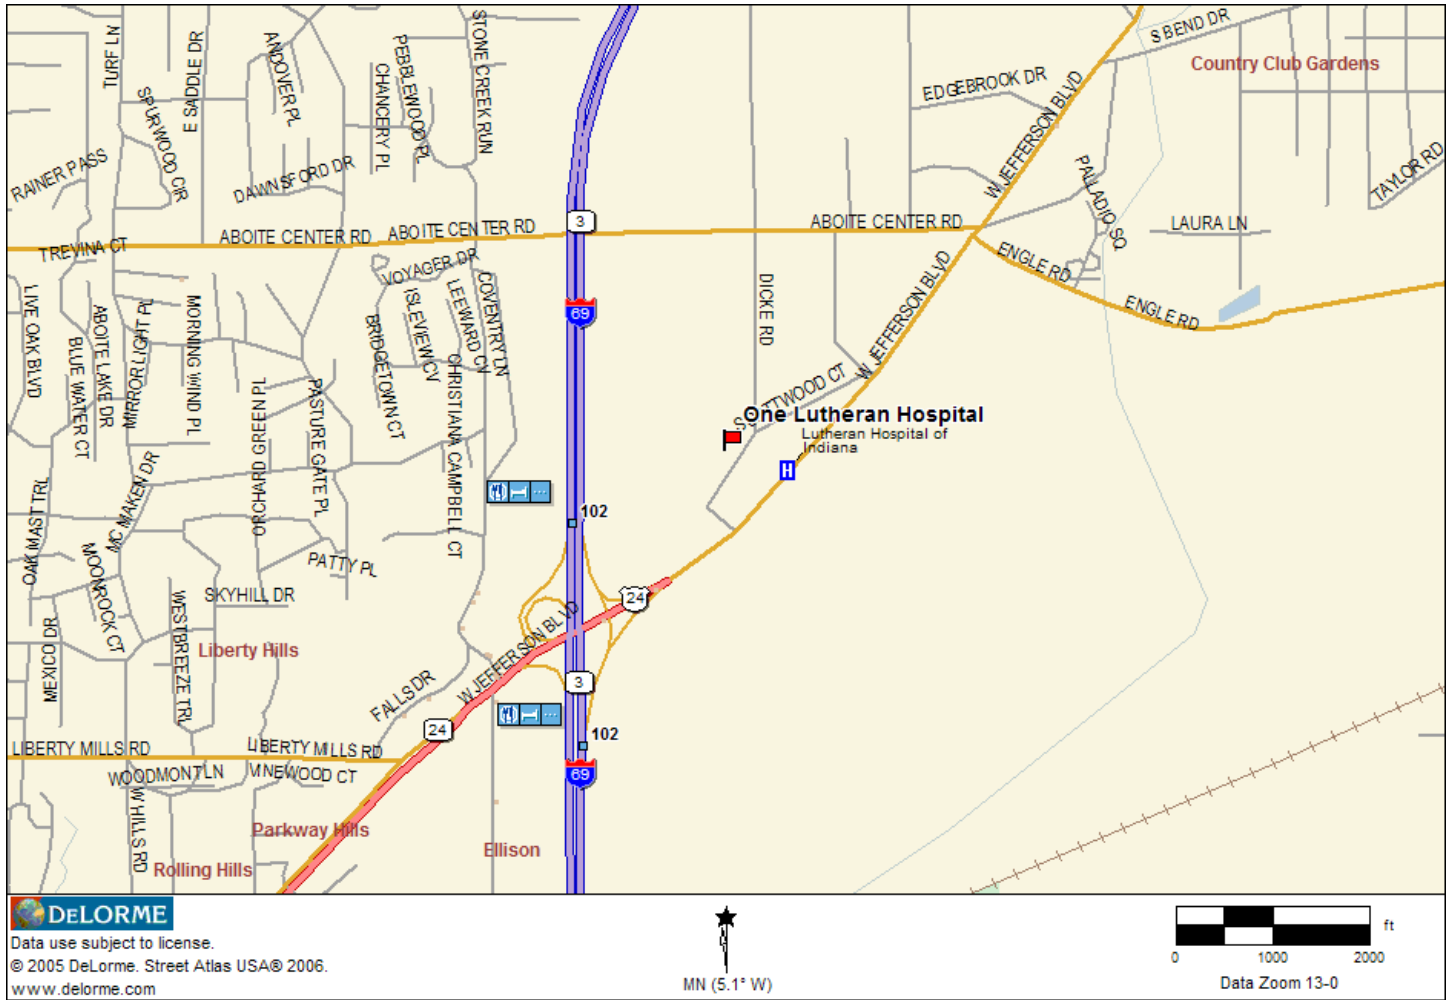 TURF LN
E SADDLE DR
ANDOVER PL
PEBBLEWOOD PL
CHANCERY PL
STONE CREEK RUN
S BEND DR
Country Club Gardens
EDGEBROOK DR
W JEFFERSON BLVD
SPURWOOD CIR
RAINER PASS
DAWNSFORD DR
PALLADIO SQ
TAYLOR RD
TREVINA CT
ABOITE CENTER RD
ABOITE CENTER RD
3
ABOITE CENTER RD
LAURA LN
ENGLE RD
ENGLE RD
VOYAGER DR
LIVE OAK BLVD
BLUE WATER CT
ABOITE LAKE DR
MIRROR LIGHT PL
MORNING WIND PL
BRIDGETOWN CT
ISLEVIEW CV
LEEWARD CV
COVENTRY LN
69
DICKE RD
W JEFFERSON BLVD
ORCHARD GREEN PL
PASTURE GATE PL
CHRISTIANA CAMPBELL CT
One Lutheran Hospital
Lutheran Hospital of
Indiana
H
OAK MAST TRL
MC MAKEN DR
102
MOONROCK CT
PATTY PL
SKYHILL DR
WESTBREEZE TRL
24
W JEFFERSON BLVD
MEXICO DR
Liberty Hills
FALLS DR
3
24
102
LIBERTY MILLS RD
LIBERTY MILLS RD
WOODMONT LN
VINEWOOD CT
69
W HILLS RD
Parkway Hills
Rolling Hills
Ellison
DELORME
Data use subject to license.
© 2005 DeLorme. Street Atlas USA® 2006.
www.delorme.com
MN (5.1° W)
ft
0 1000 2000
Data Zoom 13-0